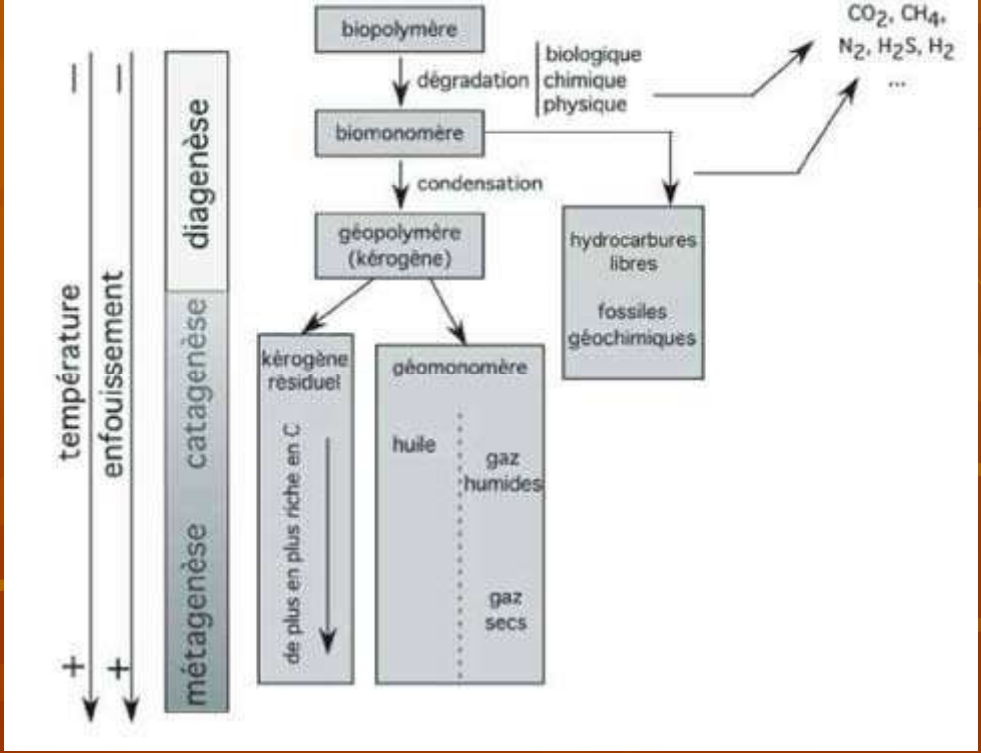 biopolymère
dégradation
biologique
chimique
physique
CO₂, CH₄,
N₂, H₂S, H₂
...
biomonomère
condensation
géopolymère
(kérogène)
hydrocarbures
libres
fossiles
géochimiques
kérogène
résiduel
de plus en plus riche en C
géomonomère
huile
gaz
humides
gaz
secs
température
enfouissement
diagenèse
catagenèse
métagenèse
— —
+ +